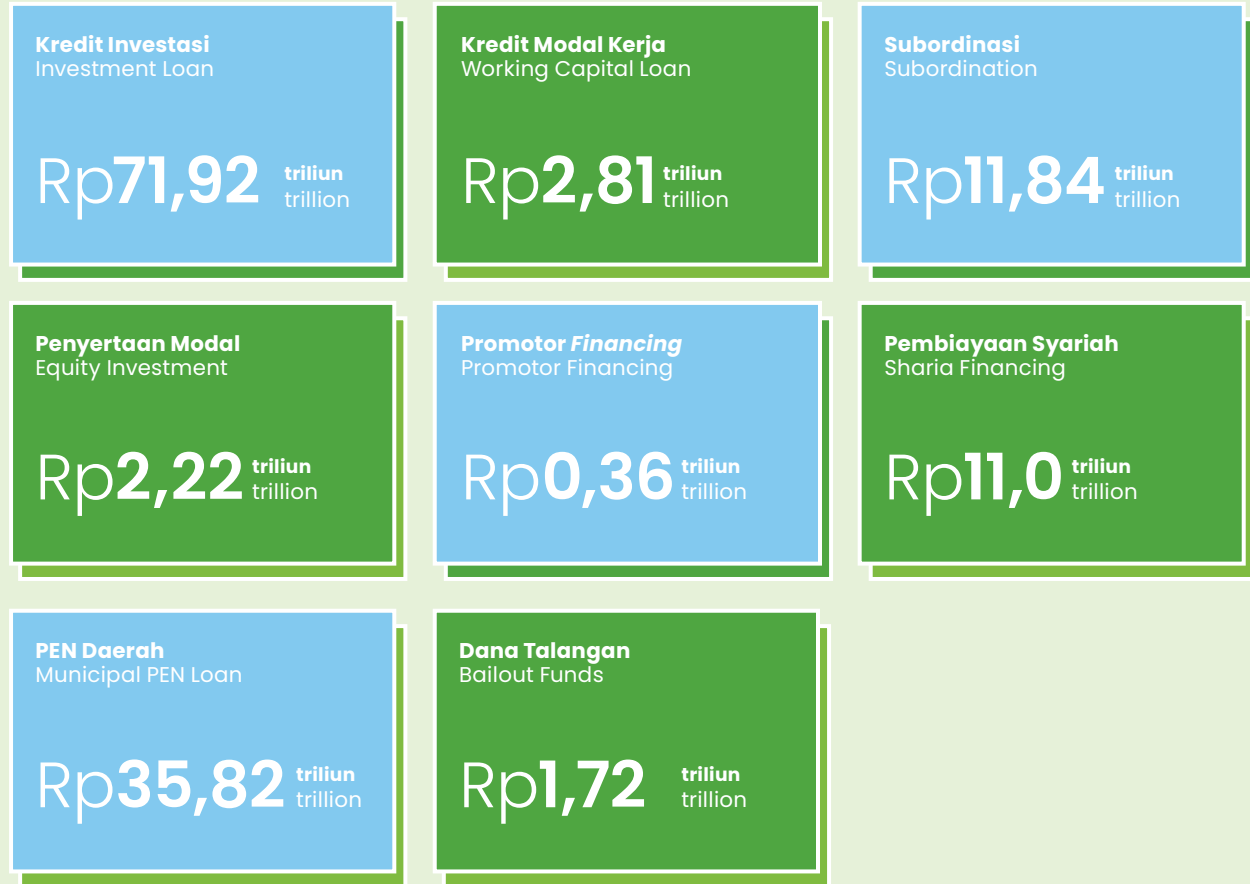 Kredit Investasi
Investment Loan
Rp71,92 triliun
trillion
Kredit Modal Kerja
Working Capital Loan
Rp2,81 triliun
trillion
Subordinasi
Subordination
Rp11,84 triliun
trillion
Penyertaan Modal
Equity Investment
Rp2,22 triliun
trillion
Promotor Financing
Promotor Financing
Rp0,36 triliun
trillion
Pembiayaan Syariah
Sharia Financing
Rp11,0 triliun
trillion
PEN Daerah
Municipal PEN Loan
Rp35,82 triliun
trillion
Dana Talangan
Bailout Funds
Rp1,72 triliun
trillion